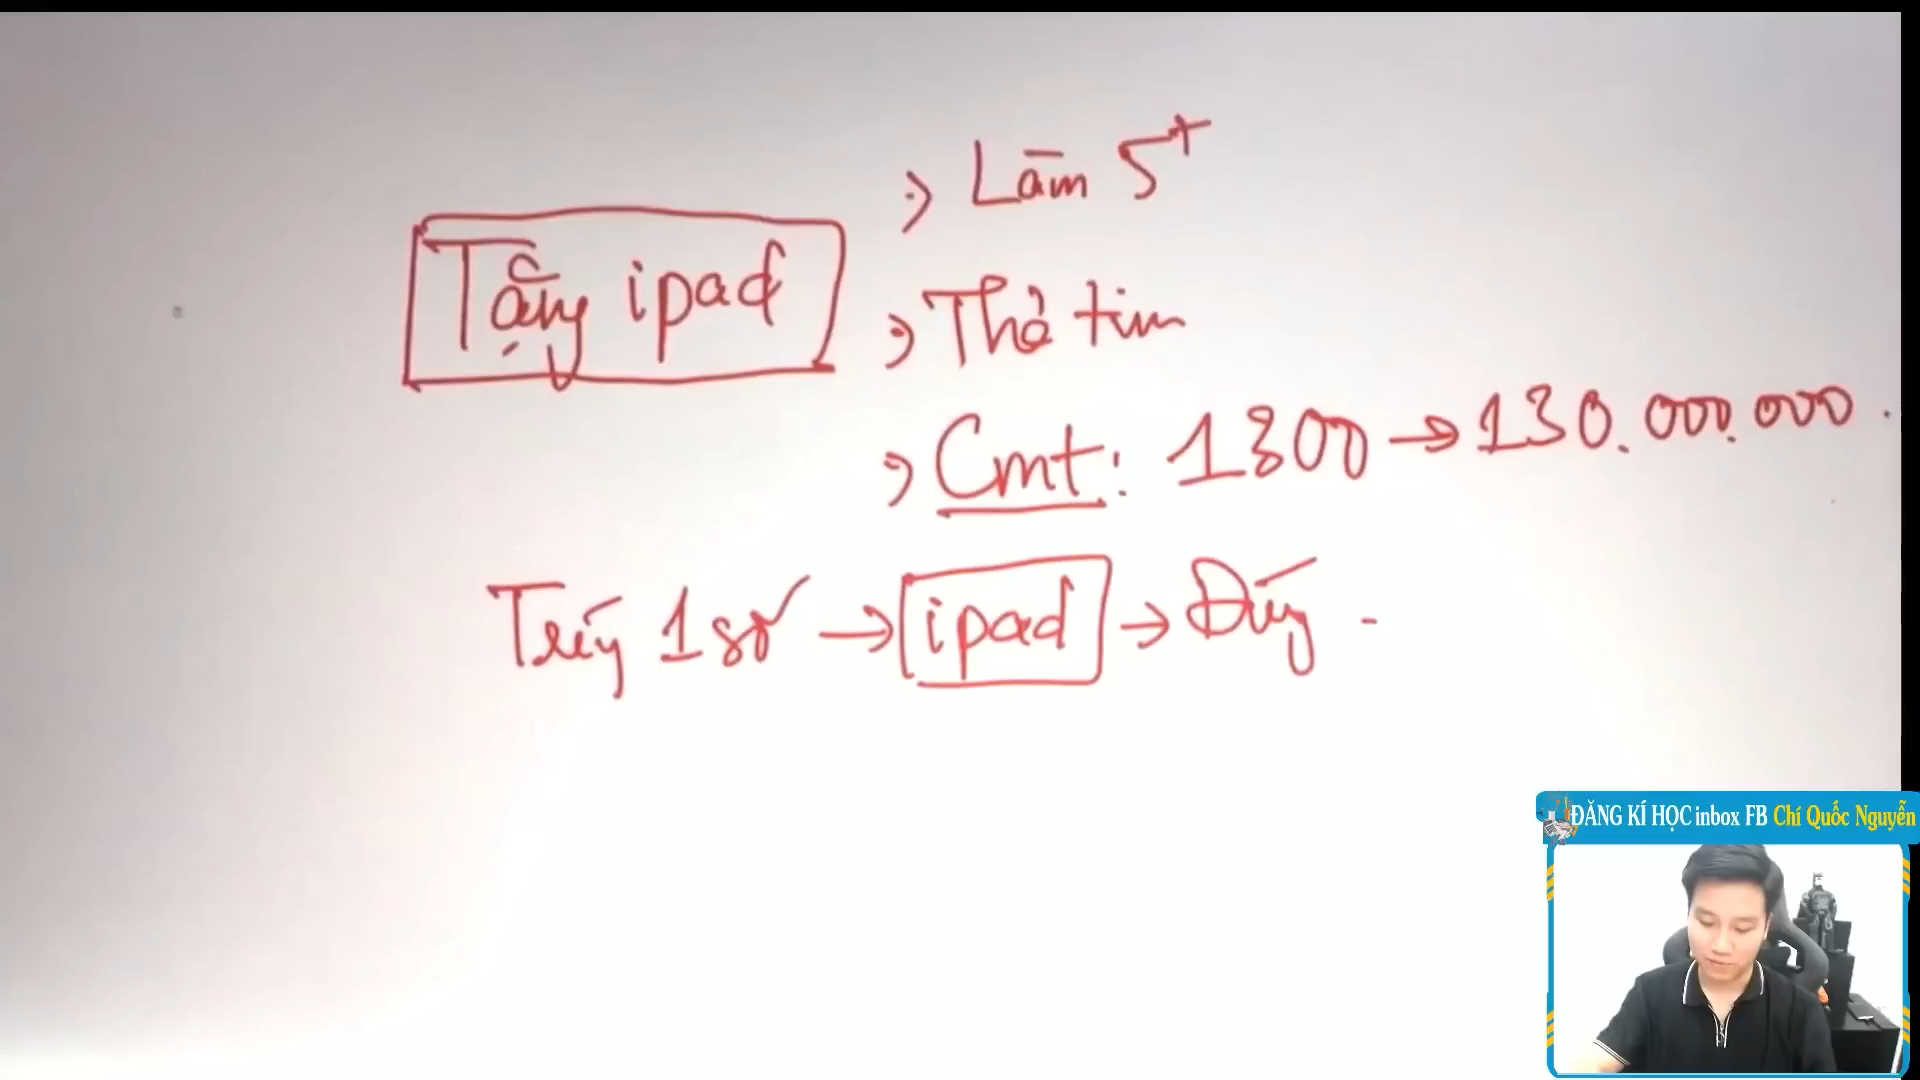 Làm 5+
Tặng ipad
Thả tim
Cmt: 1300 → 130.000.000
Trúng 1 số → ipad → Đúng
ĐĂNG KÍ HỌC inbox FB Chí Quốc Nguyễn